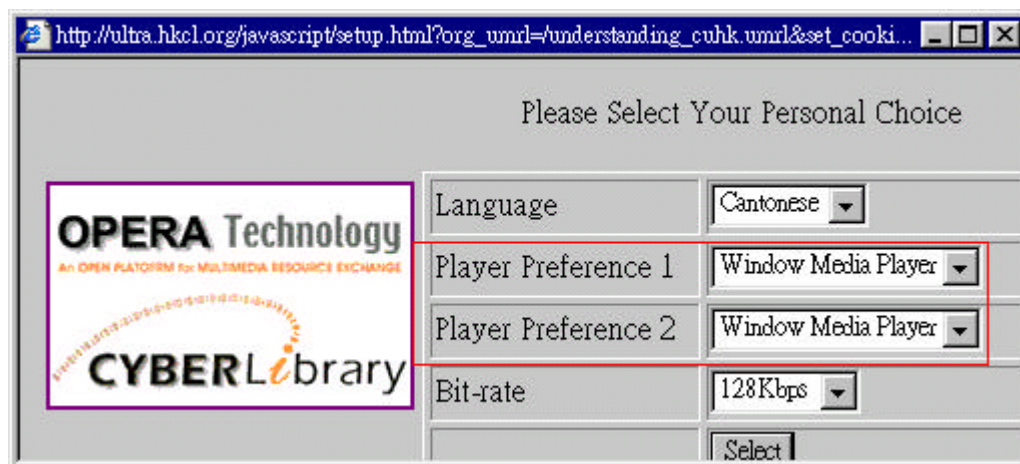 http://ultra.hkcl.org/javascript/setup.html?org_umrl=/understanding_cuhk.umrl&set_cooki...
Please Select Your Personal Choice
OPERA Technology
An OPEN PLATFORM for MULTIMEDIA RESOURCE EXCHANGE
CYBERLibrary
Language Cantonese
Player Preference 1 Window Media Player
Player Preference 2 Window Media Player
Bit-rate 128Kbps
Select